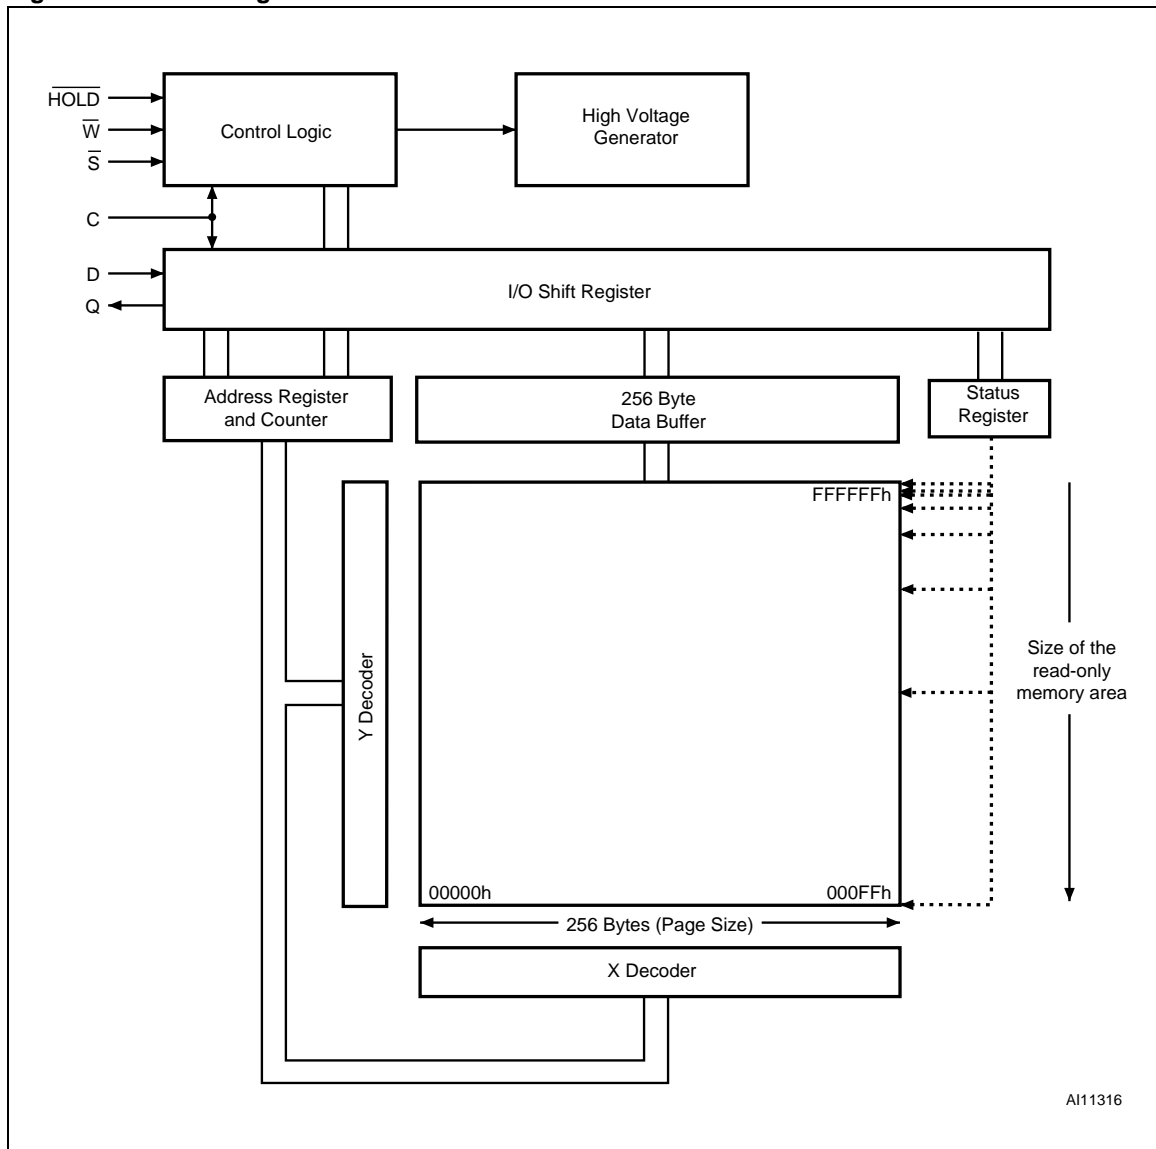 HOLD
W
S
C
D
Q
Control Logic
High Voltage
Generator
I/O Shift Register
Address Register
and Counter
256 Byte
Data Buffer
Status
Register
FFFFFFh
Y Decoder
Size of the
read-only
memory area
00000h
000FFh
256 Bytes (Page Size)
X Decoder
AI11316